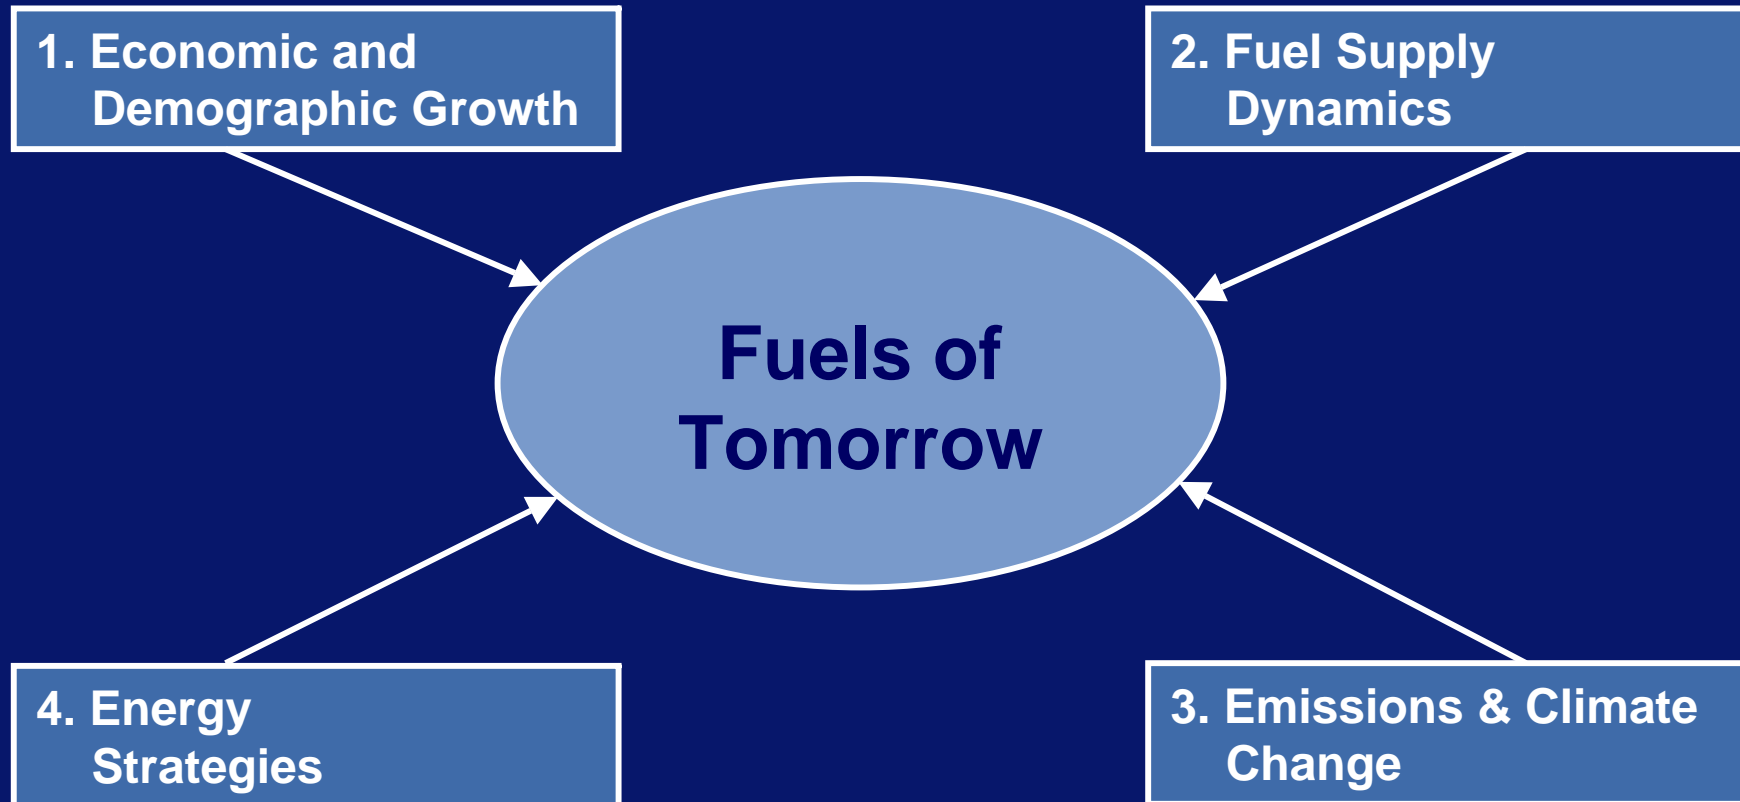 1. Economic and
Demographic Growth
2. Fuel Supply
Dynamics
Fuels of
Tomorrow
4. Energy
Strategies
3. Emissions & Climate
Change